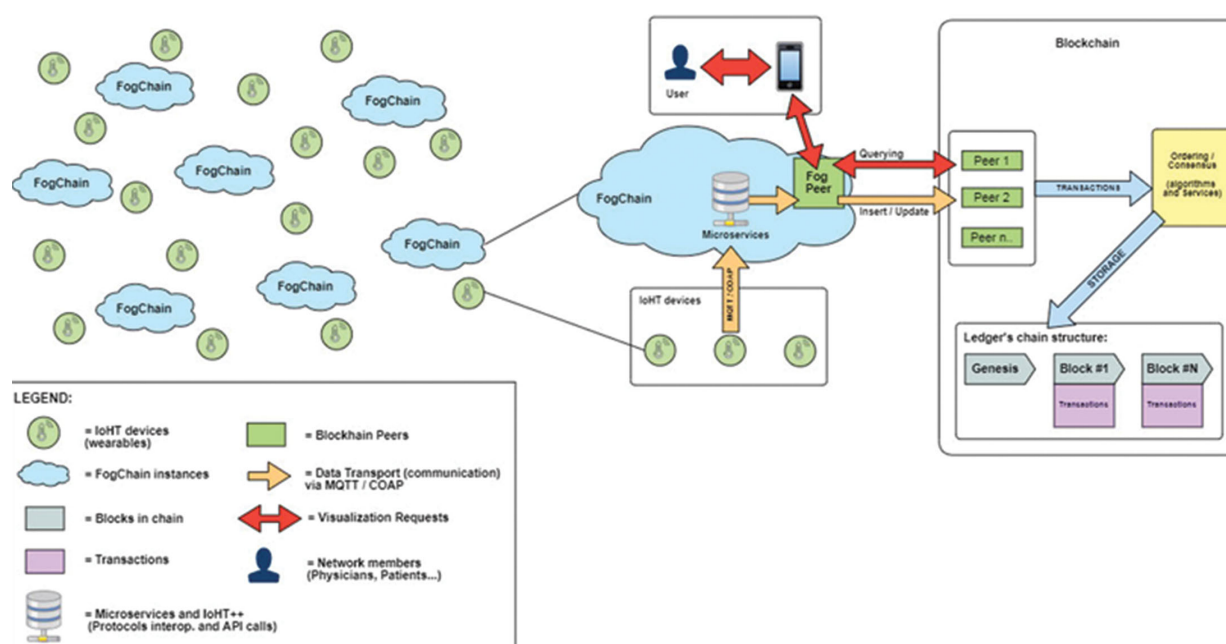 FogChain
FogChain
FogChain
FogChain
FogChain
FogChain
FogChain
User
FogChain
Microservices
Fog
Peer
Querying
Insert / Update
MQTT / COAP
IoHT devices
Blockchain
Peer 1
Peer 2
Peer n..
TRANSACTIONS
Ordering /
Consensus
(algorithms
and Services)
STORAGE
Ledger's chain structure:
Genesis
Block #1
Block #N
Transactions
Transactions
LEGEND:
= IoHT devices
(wearables)
= FogChain instances
= Blocks in chain
= Transactions
= Microservices and IoHT++
(Protocols interop. and API calls)
= Blockhain Peers
= Data Transport (communication)
via MQTT / COAP
= Visualization Requests
= Network members
(Physicians, Patients...)